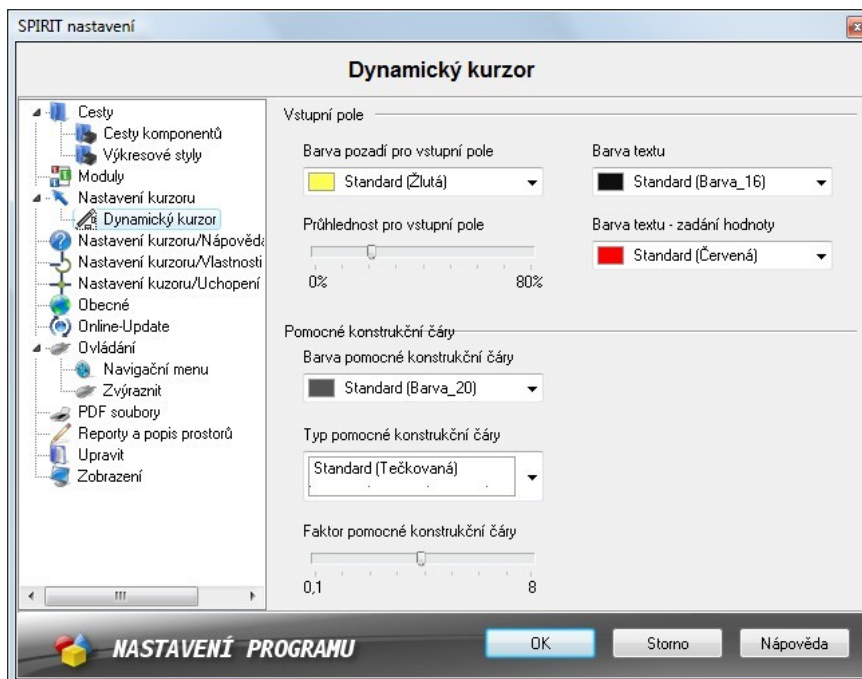 SPIRIT nastavení
Dynamický kurzor
Cesty
Cesty komponentů
Výkresové styly
Moduly
Nastavení kurzoru
Dynamický kurzor
Nastavení kurzoru/Nápověda
Nastavení kurzoru/Vlastnosti
Nastavení kuzoru/Uchopení
Obecné
Online-Update
Ovládání
Navigační menu
Zvýraznit
PDF soubory
Reporty a popis prostorů
Upravit
Zobrazení
Vstupní pole
Barva pozadí pro vstupní pole
Standard (Žlutá)
Barva textu
Standard (Barva_16)
Průhlednost pro vstupní pole
0% 80%
Barva textu - zadání hodnoty
Standard (Červená)
Pomocné konstrukční čáry
Barva pomocné konstrukční čáry
Standard (Barva_20)
Typ pomocné konstrukční čáry
Standard (Tečkovaná)
Faktor pomocné konstrukční čáry
0,1 8
NASTAVENÍ PROGRAMU
OK Storno Nápověda